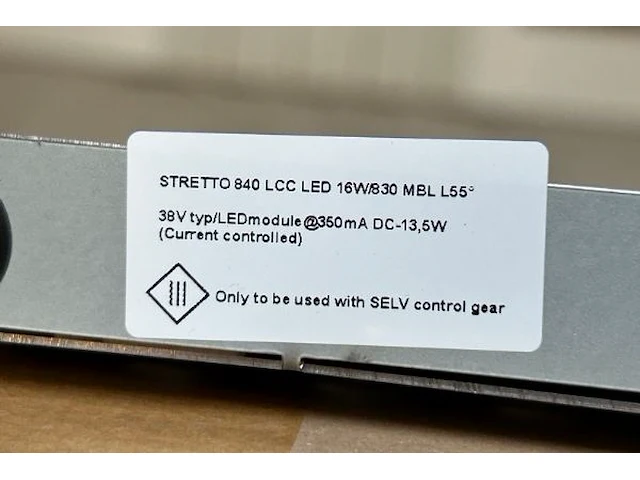 STRETTO 840 LCC LED 16W/830 MBL L55°
38V typ/LEDmodule@350mA DC-13,5W
(Current controlled)
Only to be used with SELV control gear